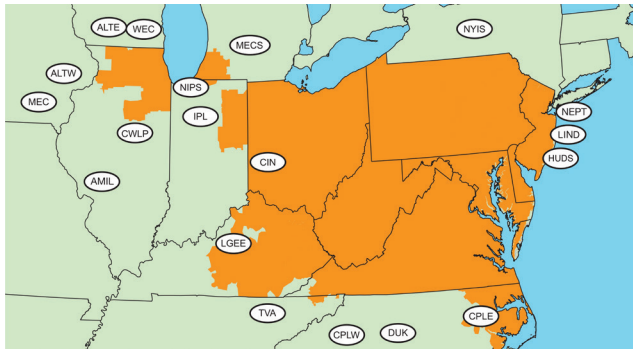 ALTE
WEC
MECS
NYIS
ALTW
NIPS
MEC
IPL
NEPT
CWLP
LIND
CIN
HUDS
AMIL
LGEE
TVA
CPLE
CPLW
DUK